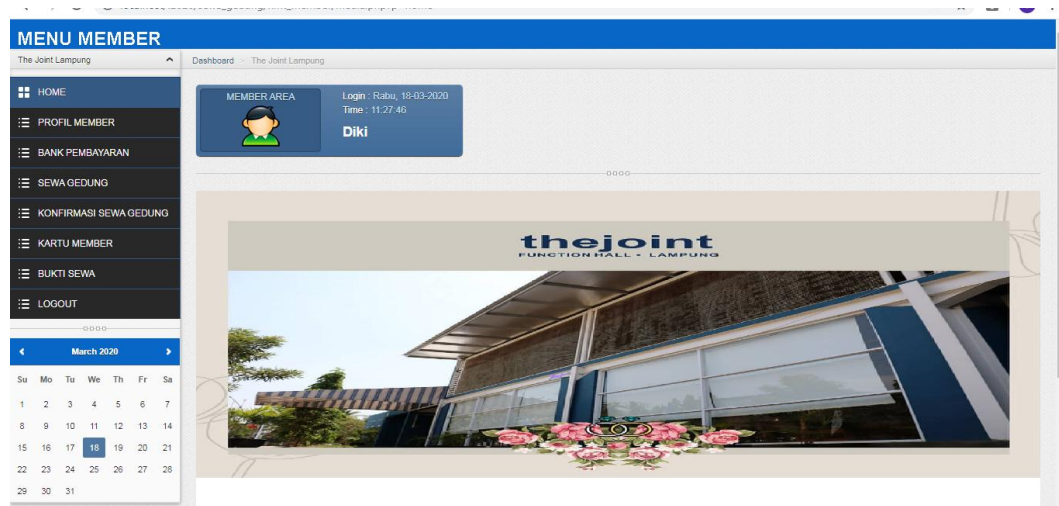 MENU MEMBER
The Joint Lampung
Dashboard > The Joint Lampung
HOME
PROFIL MEMBER
BANK PEMBAYARAN
SEWA GEDUNG
KONFIRMASI SEWA GEDUNG
KARTU MEMBER
BUKTI SEWA
LOGOUT
March 2020
Su Mo Tu We Th Fr Sa
1 2 3 4 5 6 7
8 9 10 11 12 13 14
15 16 17 18 19 20 21
22 23 24 25 26 27 28
29 30 31
MEMBER AREA
Login : Rabu, 18-03-2020
Time : 11:27:46
Diki
thejoint
FUNCTION HALL • LAMPUNG